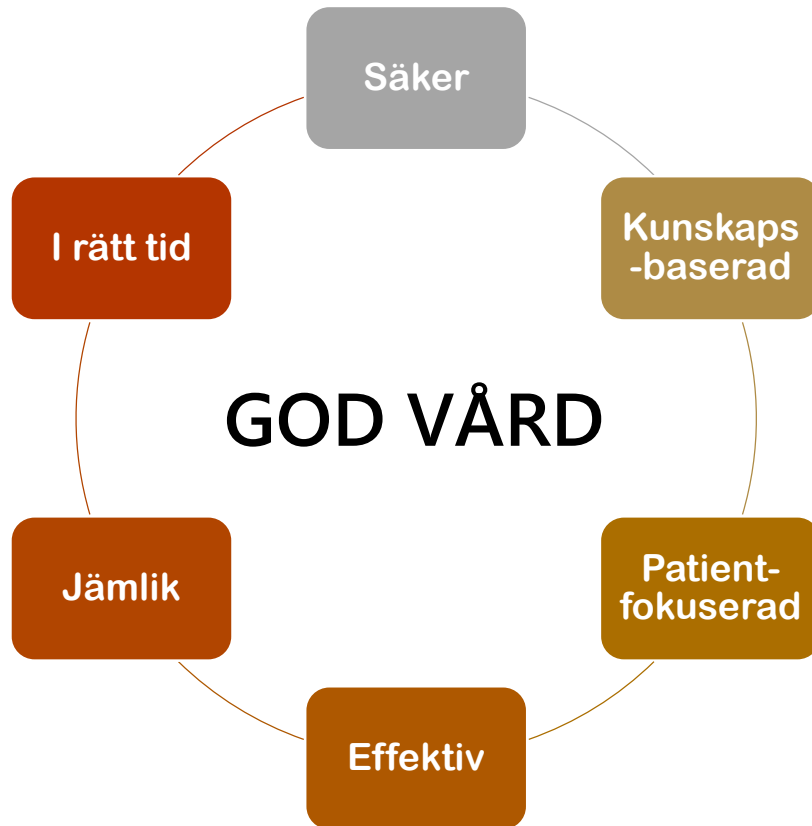 Säker
Kunskaps
-baserad
Patient-
fokuserad
Effektiv
Jämlik
I rätt tid
GOD VÅRD